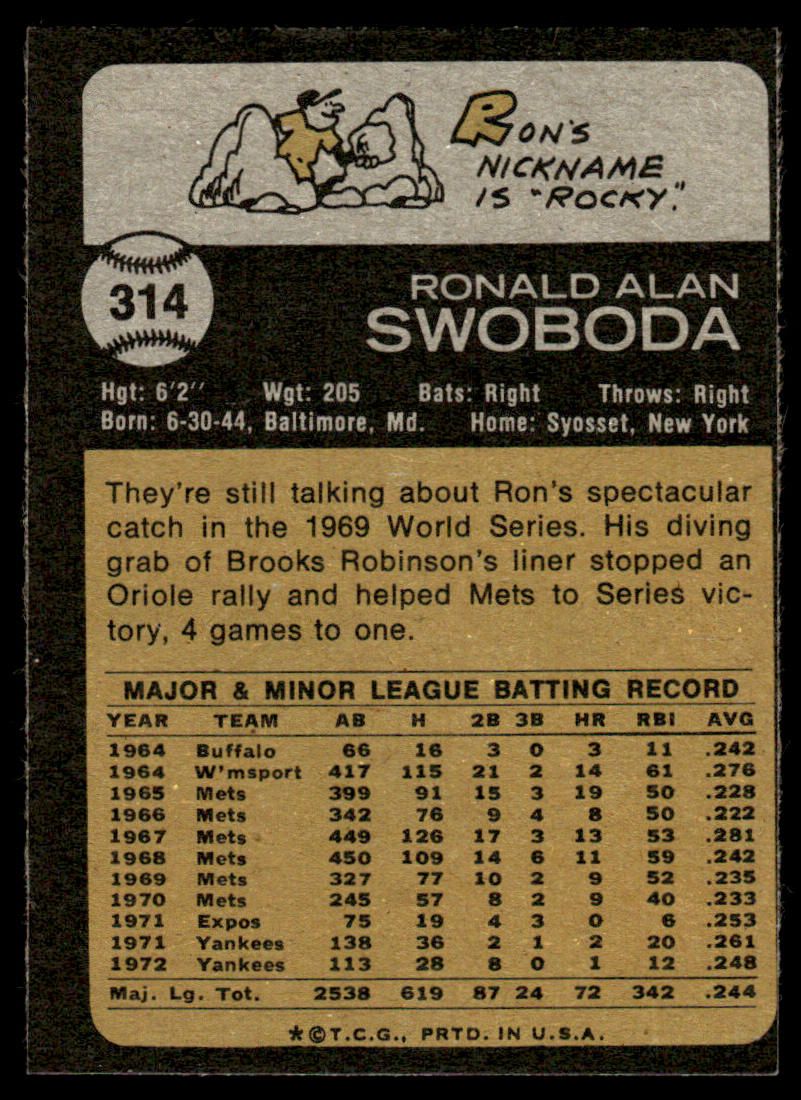 RON'S
NICKNAME
IS "ROCKY."
314
RONALD ALAN
SWOBODA
Hgt: 6'2" Wgt: 205 Bats: Right Throws: Right
Born: 6-30-44, Baltimore, Md. Home: Syosset, New York
They're still talking about Ron's spectacular
catch in the 1969 World Series. His diving
grab of Brooks Robinson's liner stopped an
Oriole rally and helped Mets to Series vic-
tory, 4 games to one.
MAJOR & MINOR LEAGUE BATTING RECORD
YEAR TEAM AB H 2B 3B HR RBI AVG
1964 Buffalo 66 16 3 0 3 11 .242
1964 W'msport 417 115 21 2 14 61 .276
1965 Mets 399 91 15 3 19 50 .228
1966 Mets 342 76 9 4 8 50 .222
1967 Mets 449 126 17 3 13 53 .281
1968 Mets 450 109 14 6 11 59 .242
1969 Mets 327 77 10 2 9 52 .235
1970 Mets 245 57 8 2 9 40 .233
1971 Expos 75 19 4 3 0 6 .253
1971 Yankees 138 36 2 1 2 20 .261
1972 Yankees 113 28 8 0 1 12 .248
Maj. Lg. Tot. 2538 619 87 24 72 342 .244
*©T.C.G., PRTD. IN U.S.A.